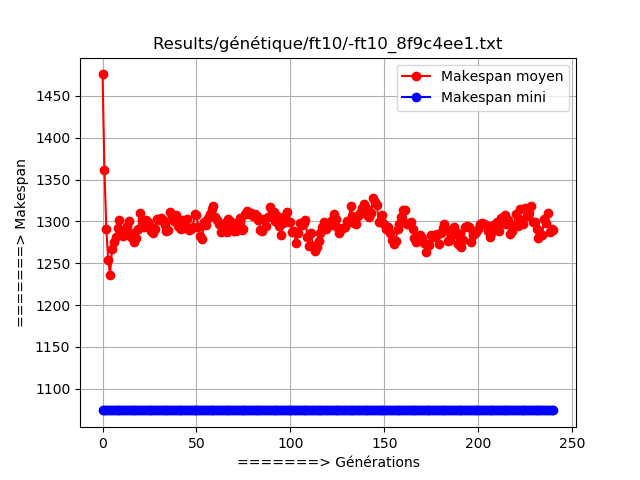 Results/génétique/ft10/-ft10_8f9c4ee1.txt
Makespan moyen
Makespan mini
1450
1400
1350
1300
1250
1200
1150
1100
=======> Makespan
0 50 100 150 200 250
=======> Générations